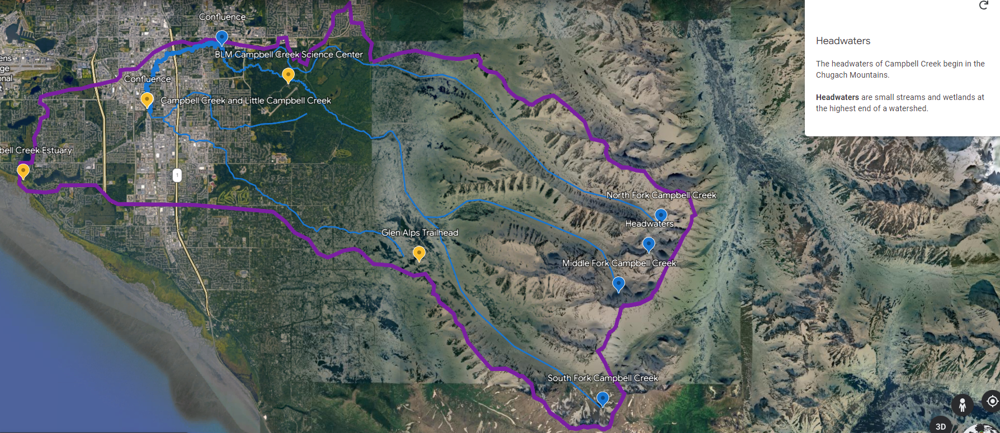 Confluence
BLM Campbell Creek Science Center
ens
ge
onal
t
Confluence
Campbell Creek and Little Campbell Creek
bell Creek Estuary
1
North Fork Campbell Creek
Headwaters
Glen Alps Trailhead
Middle Fork Campbell Creek
South Fork Campbell Creek
Headwaters
The headwaters of Campbell Creek begin in the
Chugach Mountains.
Headwaters are small streams and wetlands at
the highest end of a watershed.
3D